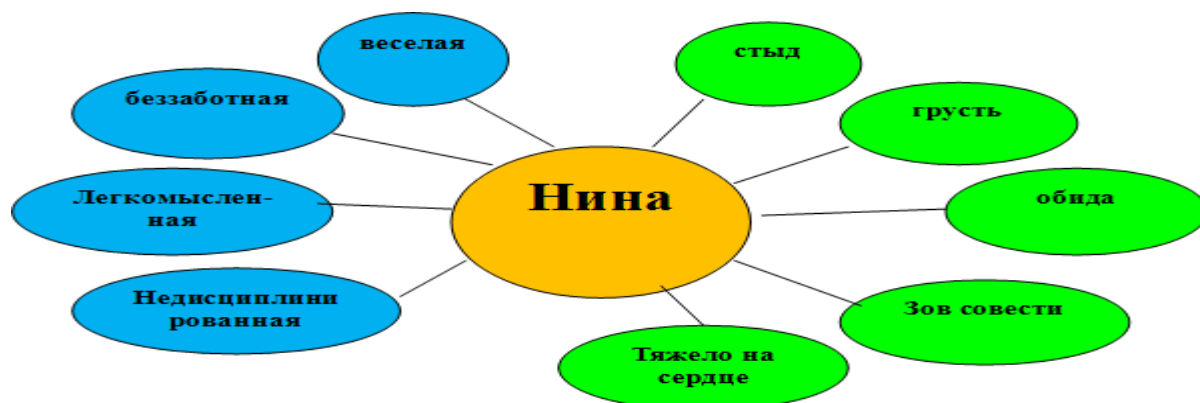 веселая
стыд
беззаботная
грусть
Нина
Легкомыслен-
ная
обида
Недисциплини
рованная
Зов совести
Тяжело на
сердце